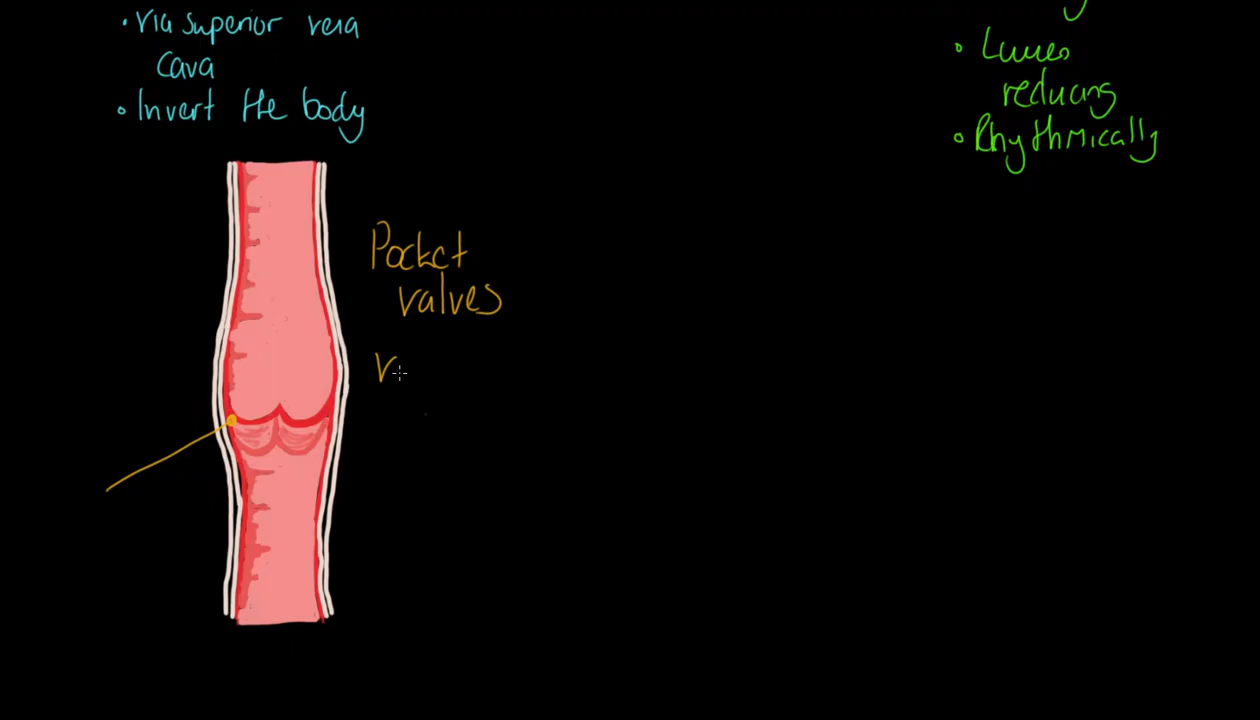 • Via superior vena
cava
• Invert the body
• Lumen
reducing
• Rhythmically
Pocket
valves
V